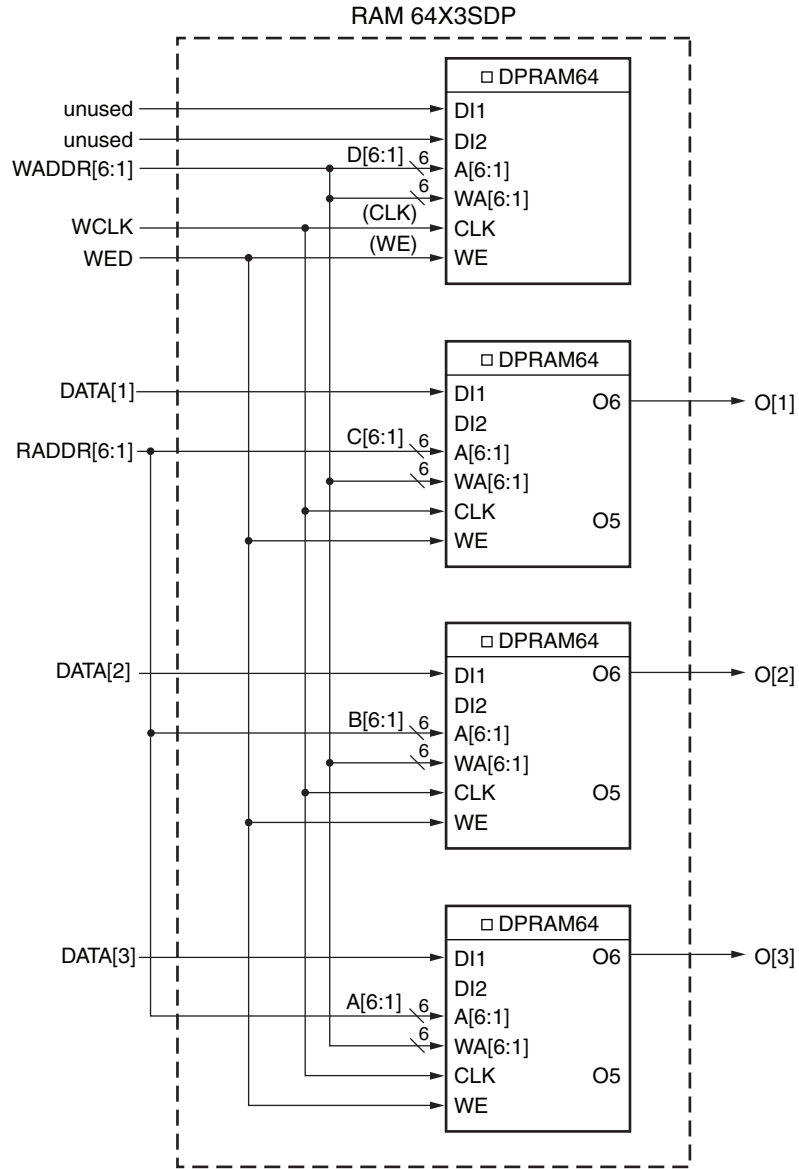 RAM 64X3SDP
□ DPRAM64
unused DI1
unused DI2
WADDR[6:1] D[6:1] 6 A[6:1]
6 WA[6:1]
WCLK (CLK) CLK
WED (WE) WE
□ DPRAM64
DATA[1] DI1 O6 O[1]
DI2
RADDR[6:1] C[6:1] 6 A[6:1]
6 WA[6:1]
CLK O5
WE
□ DPRAM64
DATA[2] DI1 O6 O[2]
DI2
B[6:1] 6 A[6:1]
6 WA[6:1]
CLK O5
WE
□ DPRAM64
DATA[3] DI1 O6 O[3]
DI2
A[6:1] 6 A[6:1]
6 WA[6:1]
CLK O5
WE